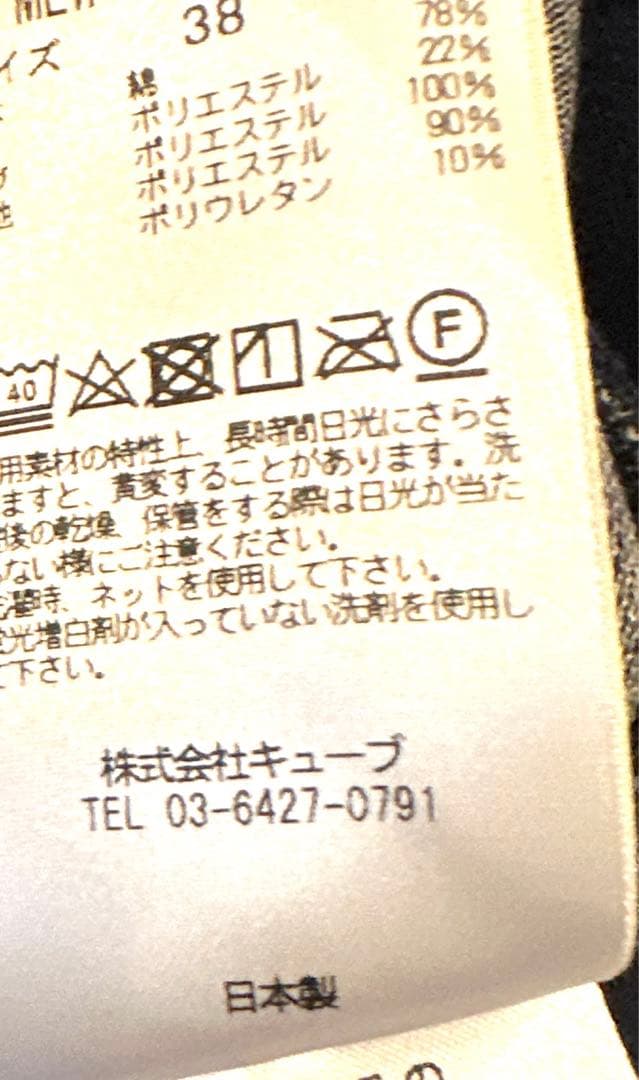 38
イズ
綿 78%
ポリエステル 22%
ポリエステル 100%
ポリエステル 90%
ポリウレタン 10%
40
F
用素材の特性上、長時間日光にさらさ
ますと、黄変することがあります。洗
後の乾燥、保管をする際は日光が当た
ない様にご注意ください。
濯時、ネットを使用して下さい。
光増白剤が入っていない洗剤を使用し
下さい。
株式会社キューブ
TEL 03-6427-0791
日本製
の